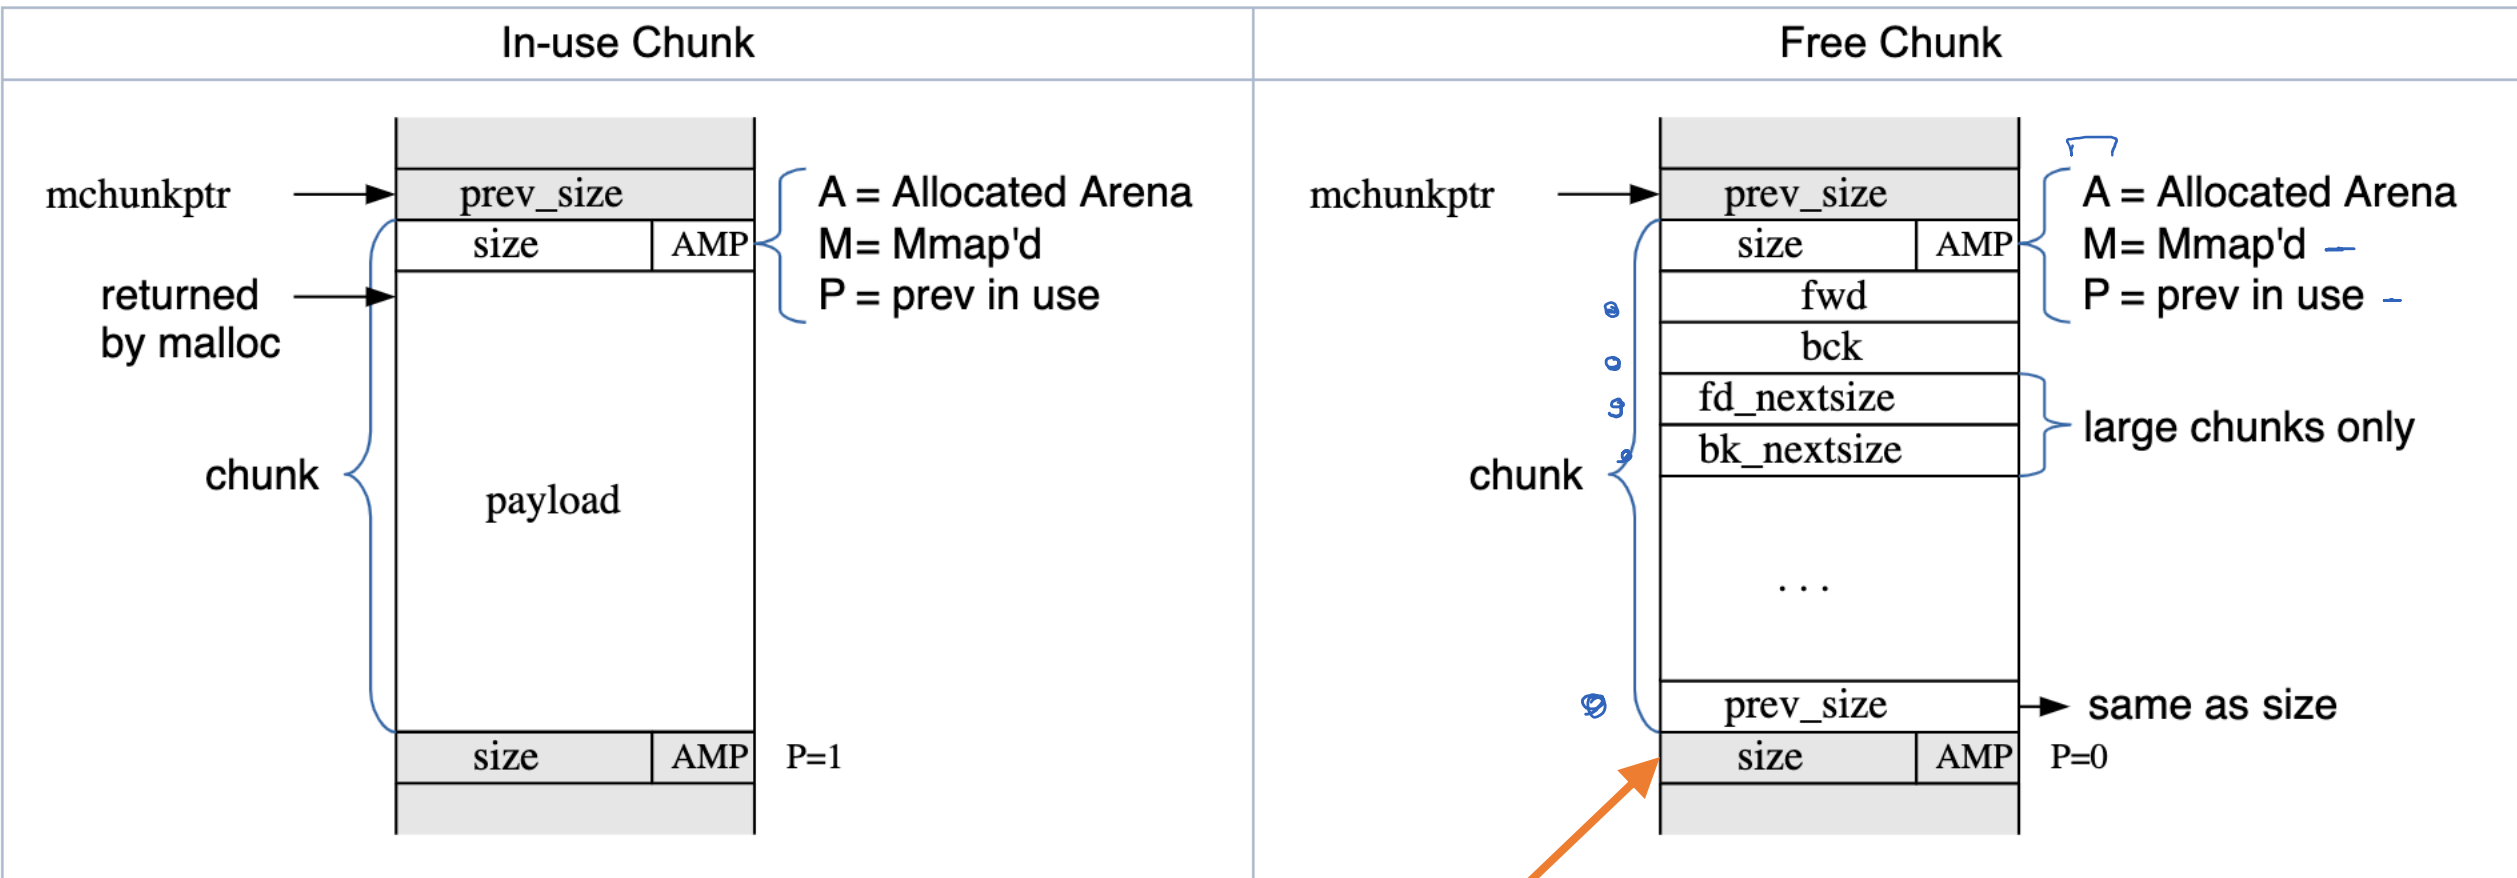 In-use Chunk
mchunkptr
prev_size
size AMP
A = Allocated Arena
M= Mmap'd
P = prev in use
returned
by malloc
chunk
payload
size AMP P=1
Free Chunk
mchunkptr
prev_size
size AMP
A = Allocated Arena
M= Mmap'd
P = prev in use
fwd
bck
fd_nextsize
bk_nextsize
large chunks only
chunk
. . .
prev_size
same as size
size AMP P=0